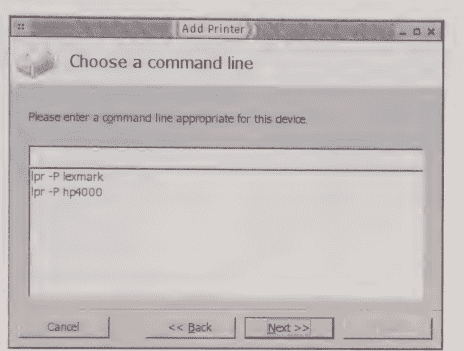 Add Printer
Choose a command line
Please enter a command line appropriate for this device.
lpr -P lexmark
lpr -P hp4000
Cancel
<< Back
Next >>